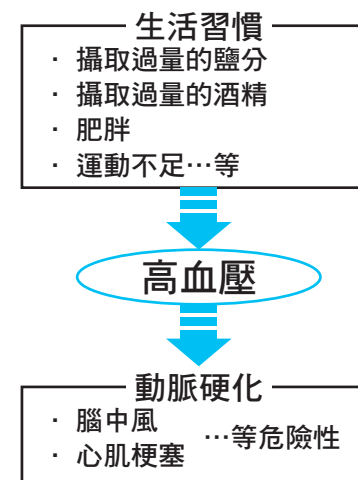 生活習慣
· 攝取過量的鹽分
· 攝取過量的酒精
· 肥胖
· 運動不足…等
高血壓
動脈硬化
· 腦中風
· 心肌梗塞
…等危險性